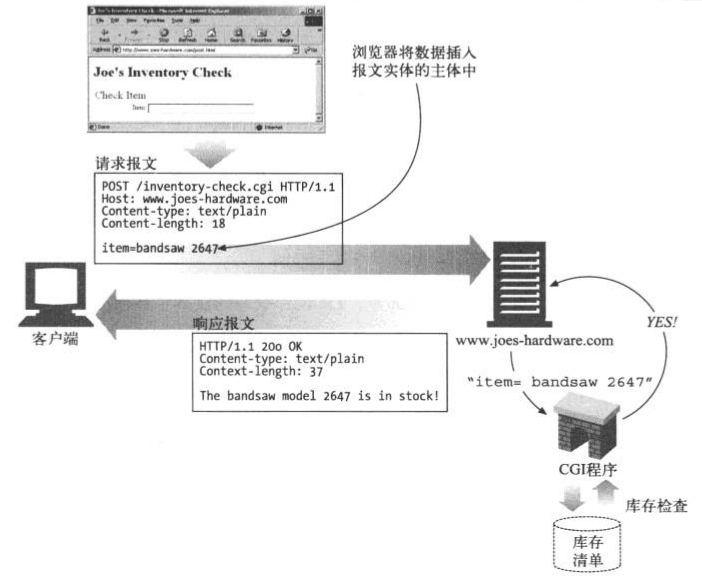 Joe's Inventory Check - Microsoft Internet Explorer
File Edit View Favorites Tools Help
Back Forward Stop Refresh Home Search Favorites History
Address http://www.joes-hardware.com/post.html
Joe's Inventory Check
Check Item
Item
Done Internet
浏览器将数据插入
报文实体的主体中
请求报文
POST /inventory-check.cgi HTTP/1.1
Host: www.joes-hardware.com
Content-type: text/plain
Content-length: 18
item=bandsaw 2647
客户端
响应报文
HTTP/1.1 20o OK
Content-type: text/plain
Context-length: 37
The bandsaw model 2647 is in stock!
www.joes-hardware.com
YES!
“item= bandsaw 2647”
CGI程序
库存检查
库存
清单